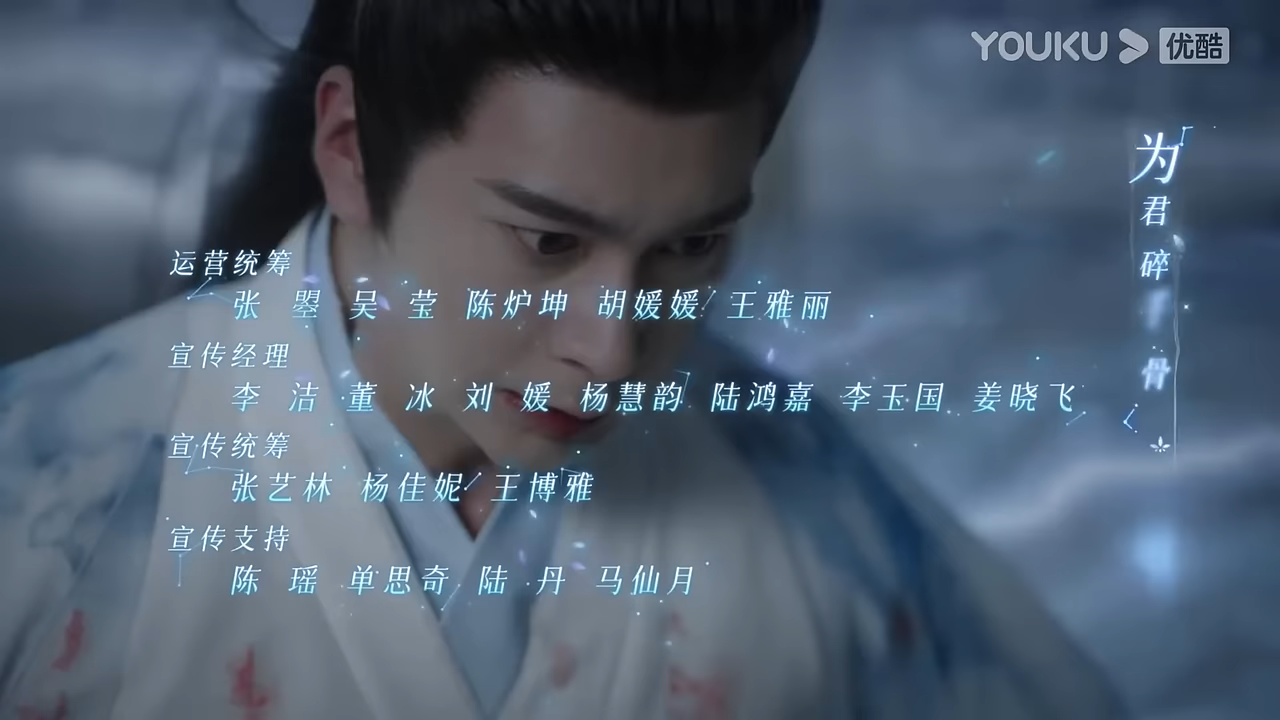 YOUKU 优酷
为君碎千骨
运营统筹
张曌 吴莹 陈炉坤 胡媛媛 王雅丽
宣传经理
李洁 董冰 刘媛 杨慧韵 陆鸿嘉 李玉国 姜晓飞
宣传统筹
张艺林 杨佳妮 王博雅
宣传支持
陈瑶 单思奇 陆丹 马仙月